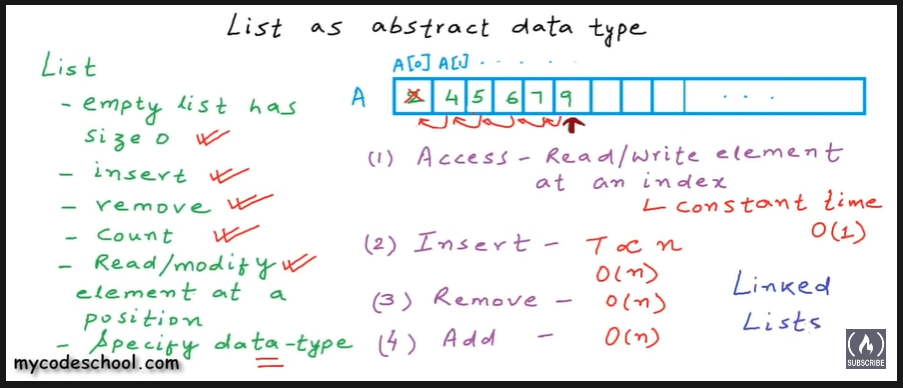 List as abstract data type
List
- empty list has
size 0
- insert
- remove
- count
- Read/modify
element at a
position
- Specify data-type
mycodeschool.com
A[0] A[1] . . . . .
A
2 4 5 6 7 9 . . .
(1) Access - Read/Write element
at an index
constant time
O(1)
(2) Insert - T ∝ n
O(n)
(3) Remove - O(n)
(4) Add - O(n)
Linked
Lists
SUBSCRIBE